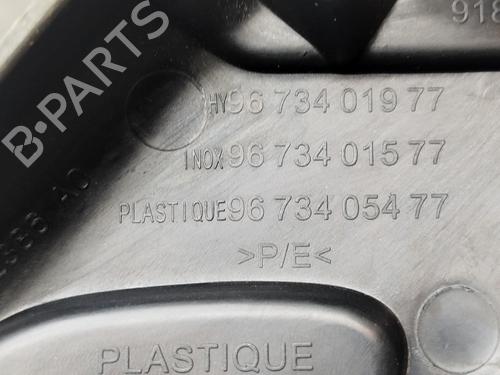 918
HY96 734 019 77
INOX96 734 015 77
PLASTIQUE96 734 054 77
>P/E<
PLASTIQUE
B-PARTS